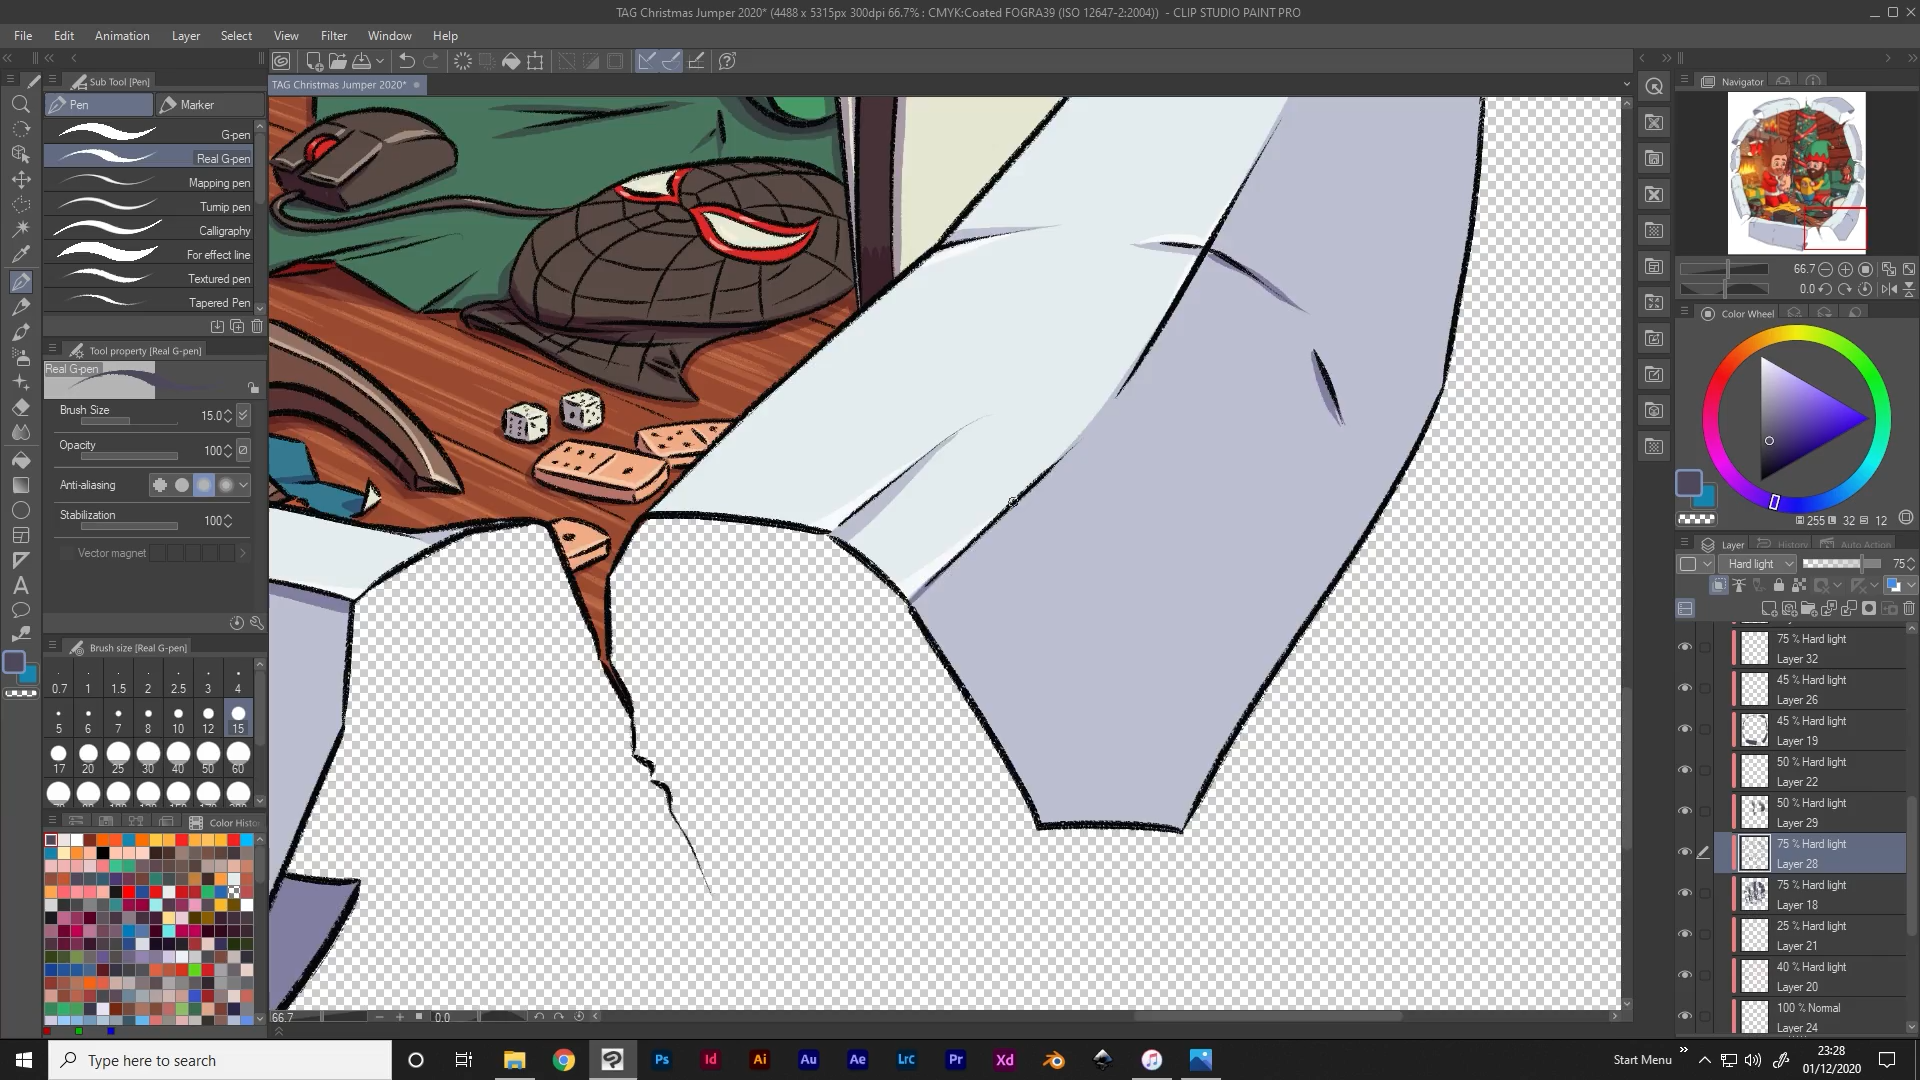 TAG Christmas Jumper 2020* (4488 x 5315px 300dpi 66.7% : CMYK:Coated FOGRA39 (ISO 12647-2:2004)) - CLIP STUDIO PAINT PRO
File Edit Animation Layer Select View Filter Window Help
Sub Tool [Pen]
TAG Christmas Jumper 2020*
Navigator
Pen Marker
G-pen
Real G-pen
Mapping pen
Turnip pen
Calligraphy
For effect line
Textured pen
Tapered Pen
Tool property [Real G-pen]
Real G-pen
Brush Size 15.0
Opacity 100
Anti-aliasing
Stabilization 100
Vector magnet
Brush size [Real G-pen]
0.7 1 1.5 2 2.5 3 4
5 6 7 8 10 12 15
17 20 25 30 40 50 60
Color Histo
66.7 0.0
66.7
0.0
Color Wheel
255 32 12
Layer History Auto Action
Hard light 75
75 % Hard light
Layer 32
45 % Hard light
Layer 26
45 % Hard light
Layer 19
50 % Hard light
Layer 22
50 % Hard light
Layer 29
75 % Hard light
Layer 28
75 % Hard light
Layer 18
25 % Hard light
Layer 21
40 % Hard light
Layer 20
100 % Normal
Layer 24
Type here to search
Ps Id Ai Au Ae Lrc Pr Xd
Start Menu
23:28
01/12/2020